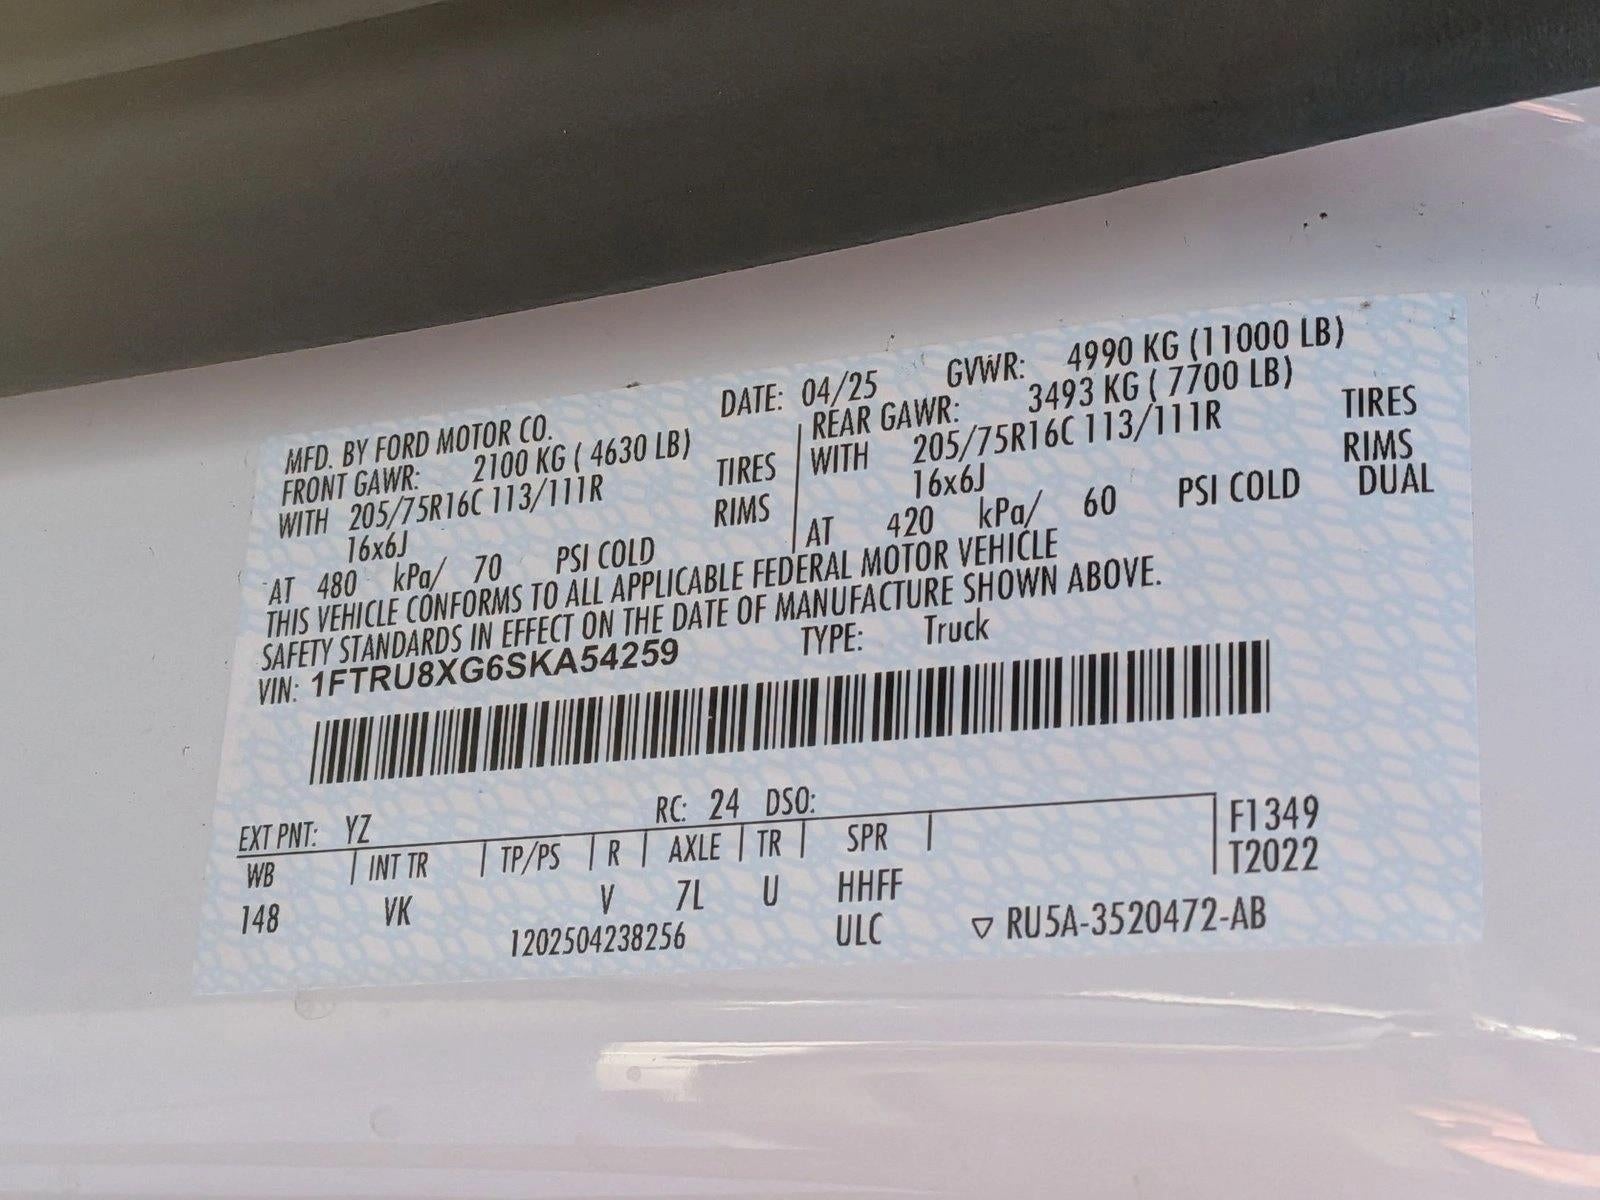 MFD. BY FORD MOTOR CO. DATE: 04/25 GVWR: 4990 KG (11000 LB)
FRONT GAWR: 2100 KG ( 4630 LB)
WITH 205/75R16C 113/111R TIRES
16x6J RIMS
AT 480 kPa/ 70 PSI COLD
REAR GAWR: 3493 KG ( 7700 LB)
WITH 205/75R16C 113/111R TIRES
16x6J RIMS
AT 420 kPa/ 60 PSI COLD DUAL
THIS VEHICLE CONFORMS TO ALL APPLICABLE FEDERAL MOTOR VEHICLE
SAFETY STANDARDS IN EFFECT ON THE DATE OF MANUFACTURE SHOWN ABOVE.
VIN: 1FTRU8XG6SKA54259 TYPE: Truck
EXT PNT: YZ RC: 24 DSO:
WB INT TR TP/PS R AXLE TR SPR
148 VK V 7L U HHFF
F1349
T2022
1202504238256 ULC ▽ RU5A-3520472-AB